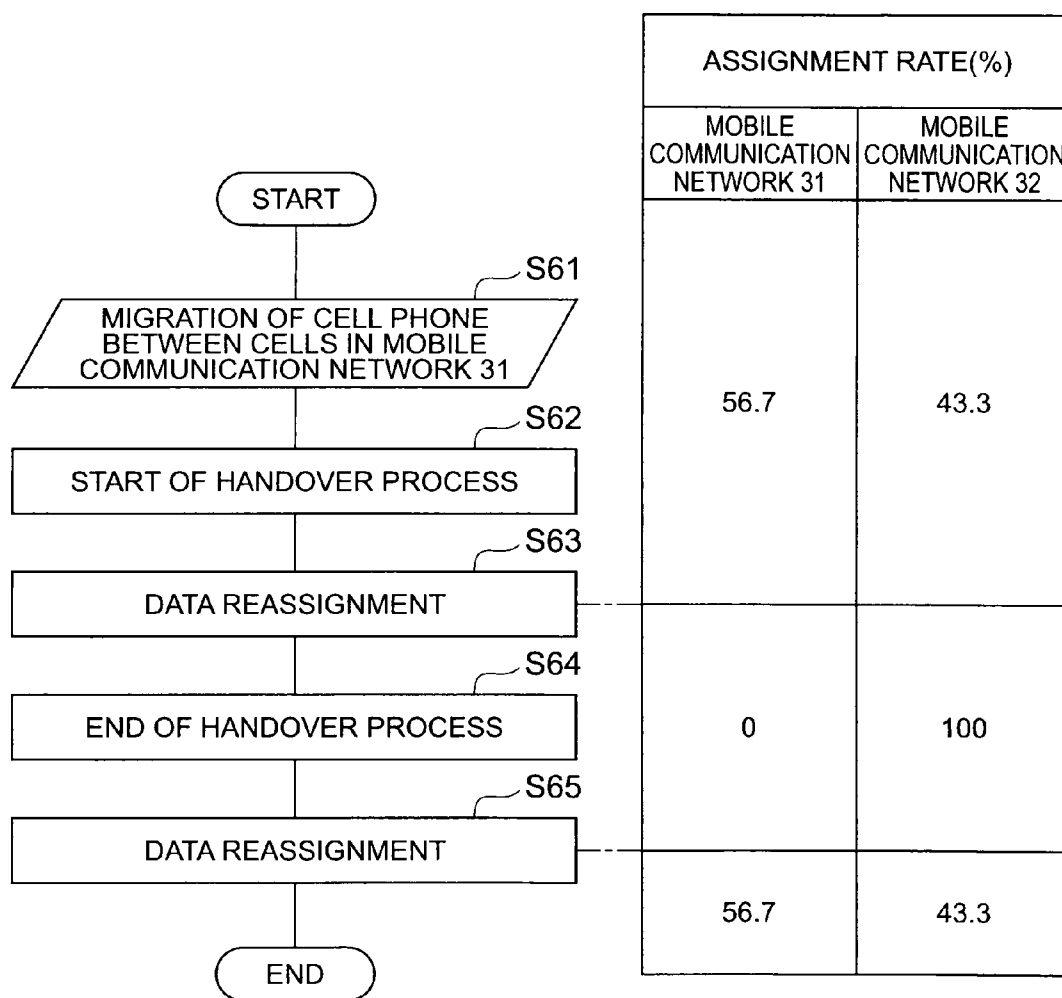 START
S61
MIGRATION OF CELL PHONE
BETWEEN CELLS IN MOBILE
COMMUNICATION NETWORK 31
S62
START OF HANDOVER PROCESS
S63
DATA REASSIGNMENT
S64
END OF HANDOVER PROCESS
S65
DATA REASSIGNMENT
END
ASSIGNMENT RATE(%)
MOBILE
COMMUNICATION
NETWORK 31
MOBILE
COMMUNICATION
NETWORK 32
56.7
43.3
0
100
56.7
43.3